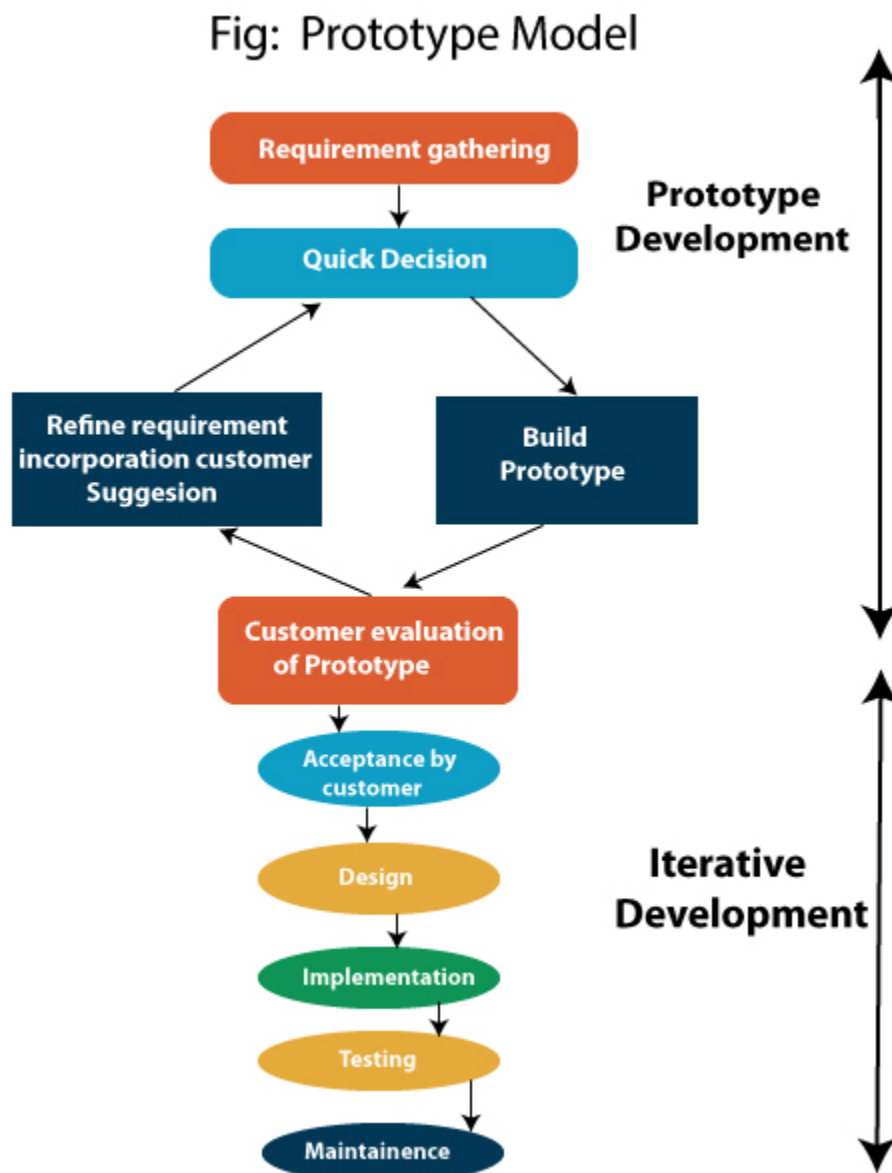 Fig: Prototype Model
Requirement gathering
Prototype
Development
Quick Decision
Refine requirement
incorporation customer
Suggesion
Build
Prototype
Customer evaluation
of Prototype
Acceptance by
customer
Design
Iterative
Development
Implementation
Testing
Maintainence